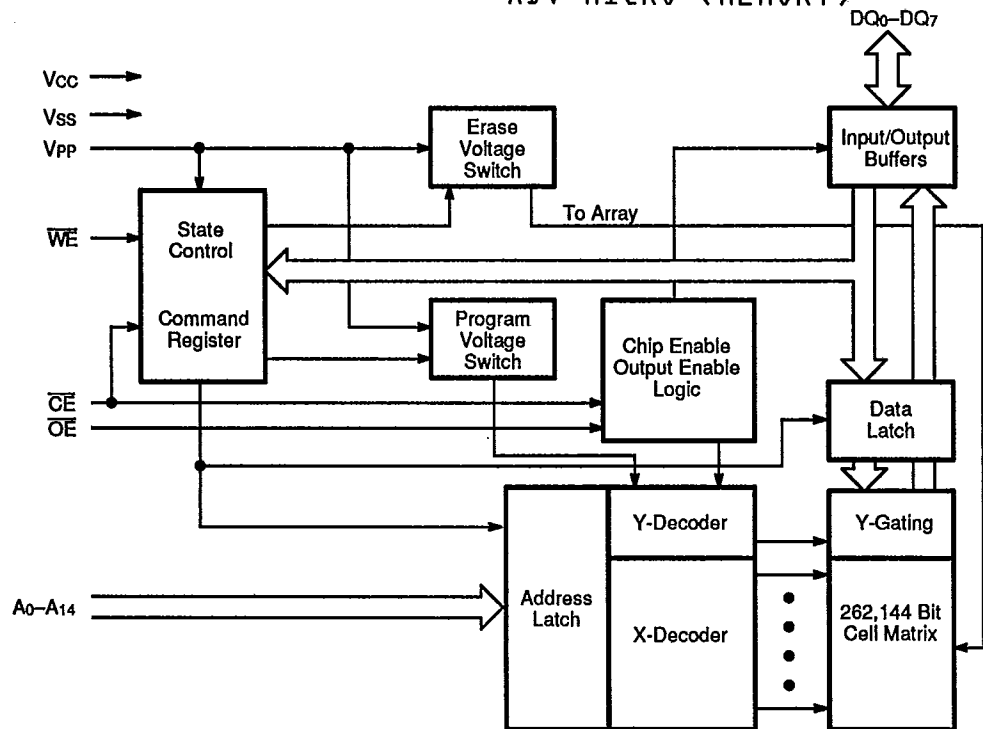 DQ0–DQ7
VCC
VSS
VPP
Erase
Voltage
Switch
Input/Output
Buffers
To Array
WE
State
Control
Command
Register
Program
Voltage
Switch
Chip Enable
Output Enable
Logic
CE
OE
Data
Latch
Y-Decoder
Y-Gating
A0–A14
Address
Latch
X-Decoder
262,144 Bit
Cell Matrix